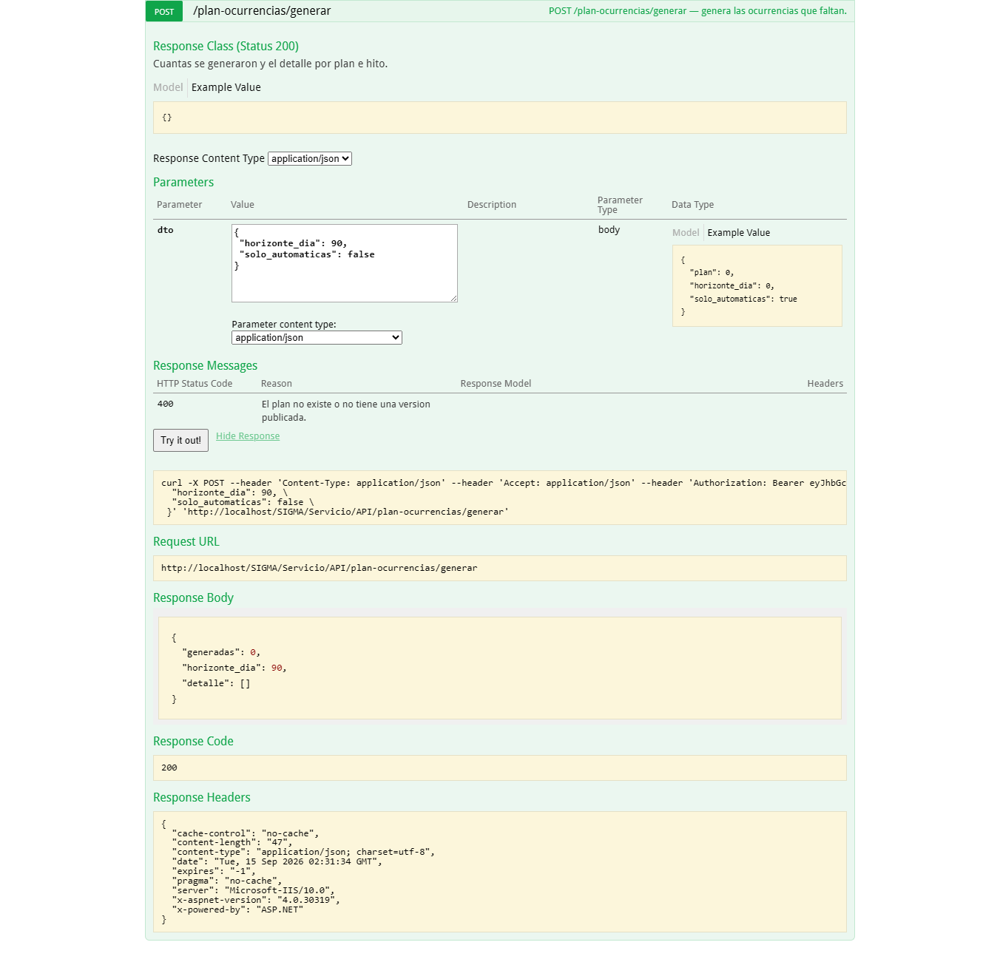 POST /plan-ocurrencias/generar POST /plan-ocurrencias/generar — genera las ocurrencias que faltan.
Response Class (Status 200)
Cuantas se generaron y el detalle por plan e hito.
Model Example Value
{}
Response Content Type application/json
Parameters
Parameter Value Description Parameter Type Data Type
dto
{
"horizonte_dia": 90,
"solo_automaticas": false
}
Parameter content type:
application/json
body
Model Example Value
{
"plan": 0,
"horizonte_dia": 0,
"solo_automaticas": true
}
Response Messages
HTTP Status Code Reason Response Model Headers
400 El plan no existe o no tiene una version
publicada.
Try it out! Hide Response
curl -X POST --header 'Content-Type: application/json' --header 'Accept: application/json' --header 'Authorization: Bearer eyJhbGc
"horizonte_dia": 90, \
"solo_automaticas": false \
}' 'http://localhost/SIGMA/Servicio/API/plan-ocurrencias/generar'
Request URL
http://localhost/SIGMA/Servicio/API/plan-ocurrencias/generar
Response Body
{
"generadas": 0,
"horizonte_dia": 90,
"detalle": []
}
Response Code
200
Response Headers
{
"cache-control": "no-cache",
"content-length": "47",
"content-type": "application/json; charset=utf-8",
"date": "Tue, 15 Sep 2026 02:31:34 GMT",
"expires": "-1",
"pragma": "no-cache",
"server": "Microsoft-IIS/10.0",
"x-aspnet-version": "4.0.30319",
"x-powered-by": "ASP.NET"
}